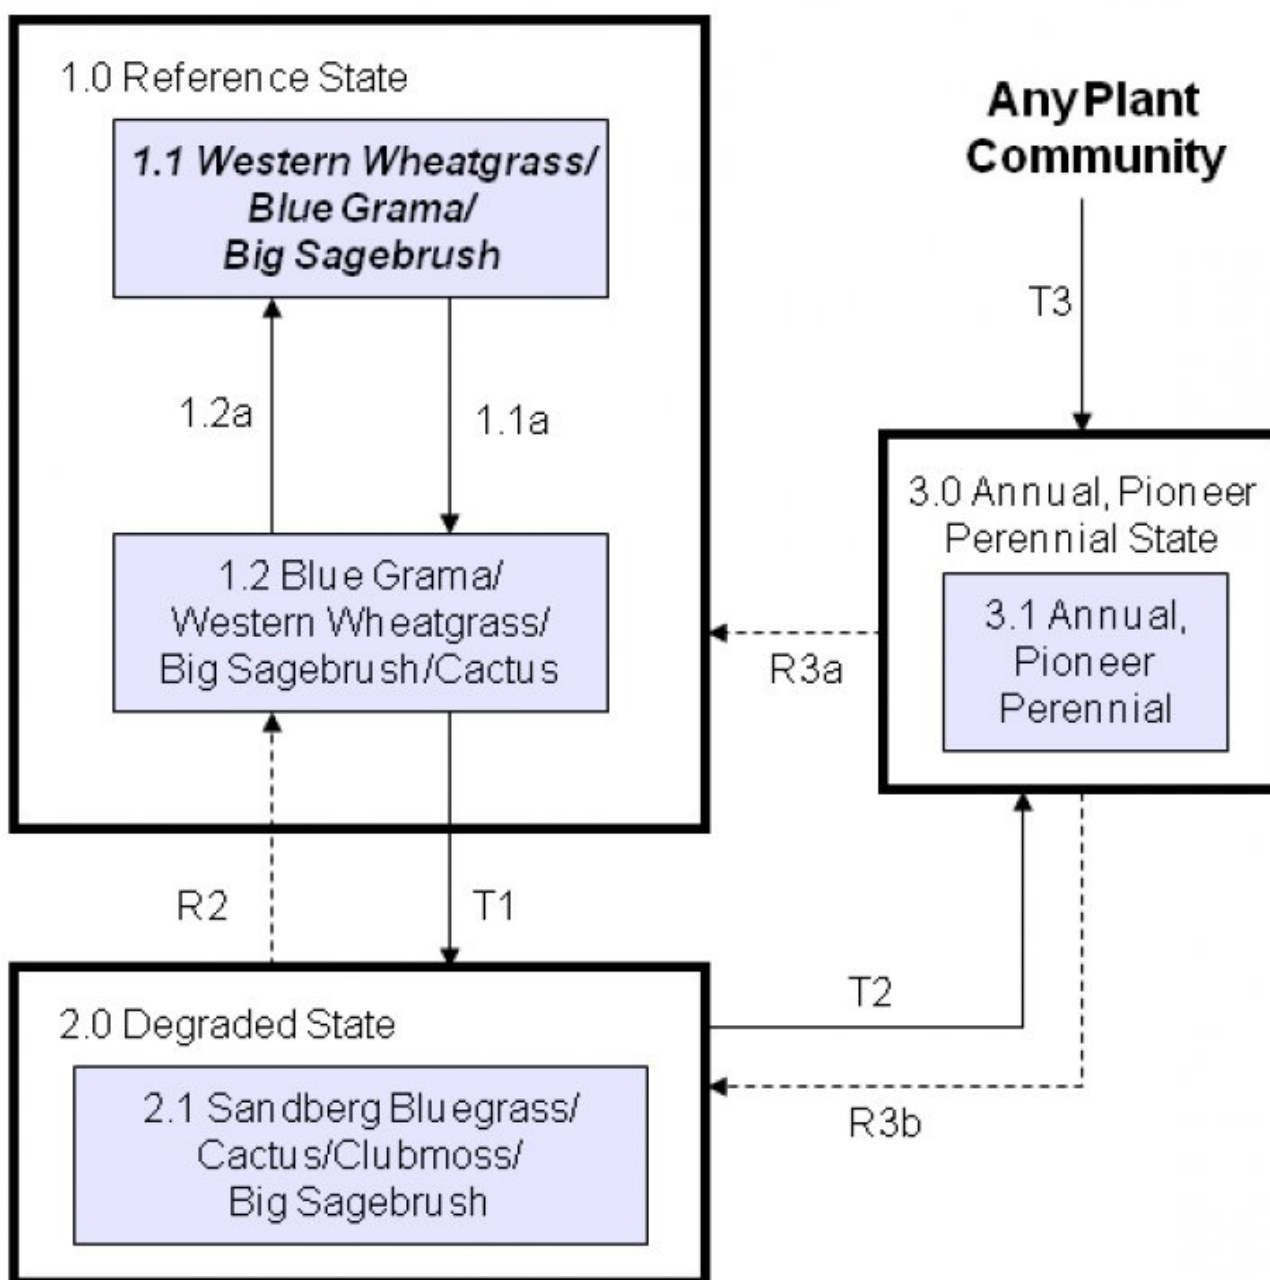 1.0 Reference State
1.1 Western Wheatgrass/
Blue Grama/
Big Sagebrush
1.2a
1.1a
1.2 Blue Grama/
Western Wheatgrass/
Big Sagebrush/Cactus
R2
T1
2.0 Degraded State
2.1 Sandberg Bluegrass/
Cactus/Clubmoss/
Big Sagebrush
Any Plant
Community
T3
3.0 Annual, Pioneer
Perennial State
3.1 Annual,
Pioneer
Perennial
R3a
T2
R3b